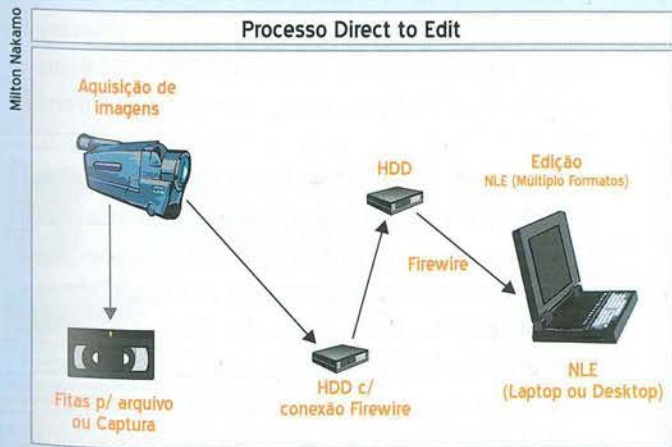 Milton Nakamo
Processo Direct to Edit
Aquisição de
imagens
HDD
Edição
NLE (Múltiplo Formatos)
Firewire
Fitas p/ arquivo
ou Captura
HDD c/
conexão Firewire
NLE
(Laptop ou Desktop)